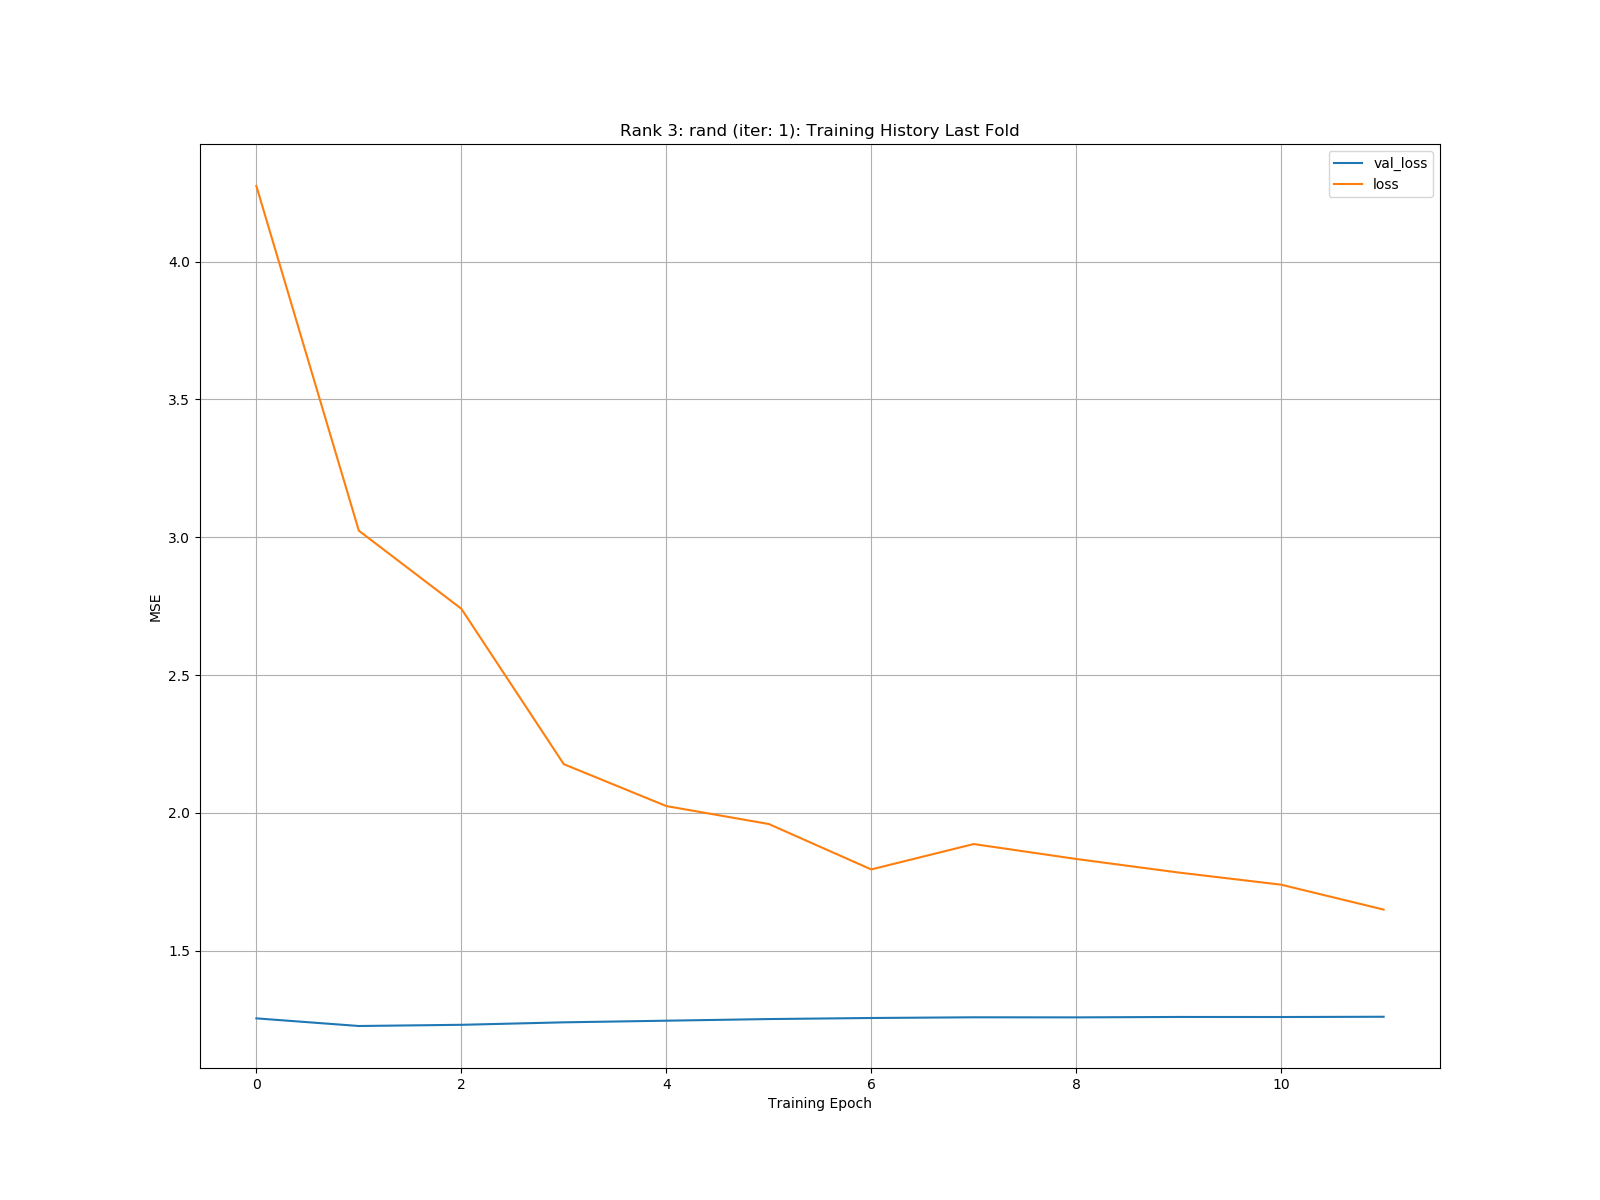 Rank 3: rand (iter: 1): Training History Last Fold
val_loss
loss
4.0
3.5
3.0
2.5
2.0
1.5
MSE
0 2 4 6 8 10
Training Epoch